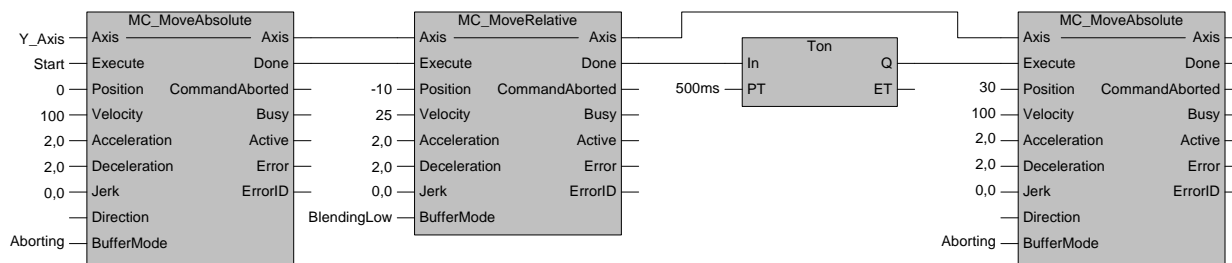 MC_MoveAbsolute MC_MoveRelative MC_MoveAbsolute
Y_Axis Axis Axis Axis Axis Ton Axis Axis
Start Execute Done Execute Done In Q Execute Done
0 Position CommandAborted -10 Position CommandAborted 500ms PT ET 30 Position CommandAborted
100 Velocity Busy 25 Velocity Busy 100 Velocity Busy
2,0 Acceleration Active 2,0 Acceleration Active 2,0 Acceleration Active
2,0 Deceleration Error 2,0 Deceleration Error 2,0 Deceleration Error
0,0 Jerk ErrorID 0,0 Jerk ErrorID 0,0 Jerk ErrorID
Direction BlendingLow BufferMode Direction
Aborting BufferMode Aborting BufferMode